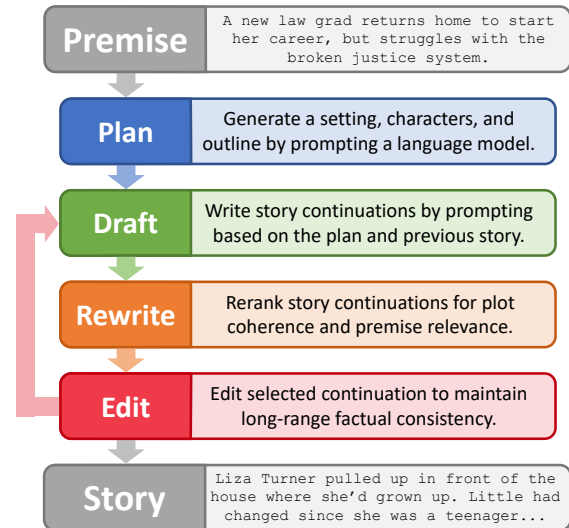 Premise
A new law grad returns home to start
her career, but struggles with the
broken justice system.
Plan
Generate a setting, characters, and
outline by prompting a language model.
Draft
Write story continuations by prompting
based on the plan and previous story.
Rewrite
Rerank story continuations for plot
coherence and premise relevance.
Edit
Edit selected continuation to maintain
long-range factual consistency.
Story
Liza Turner pulled up in front of the
house where she’d grown up. Little had
changed since she was a teenager...